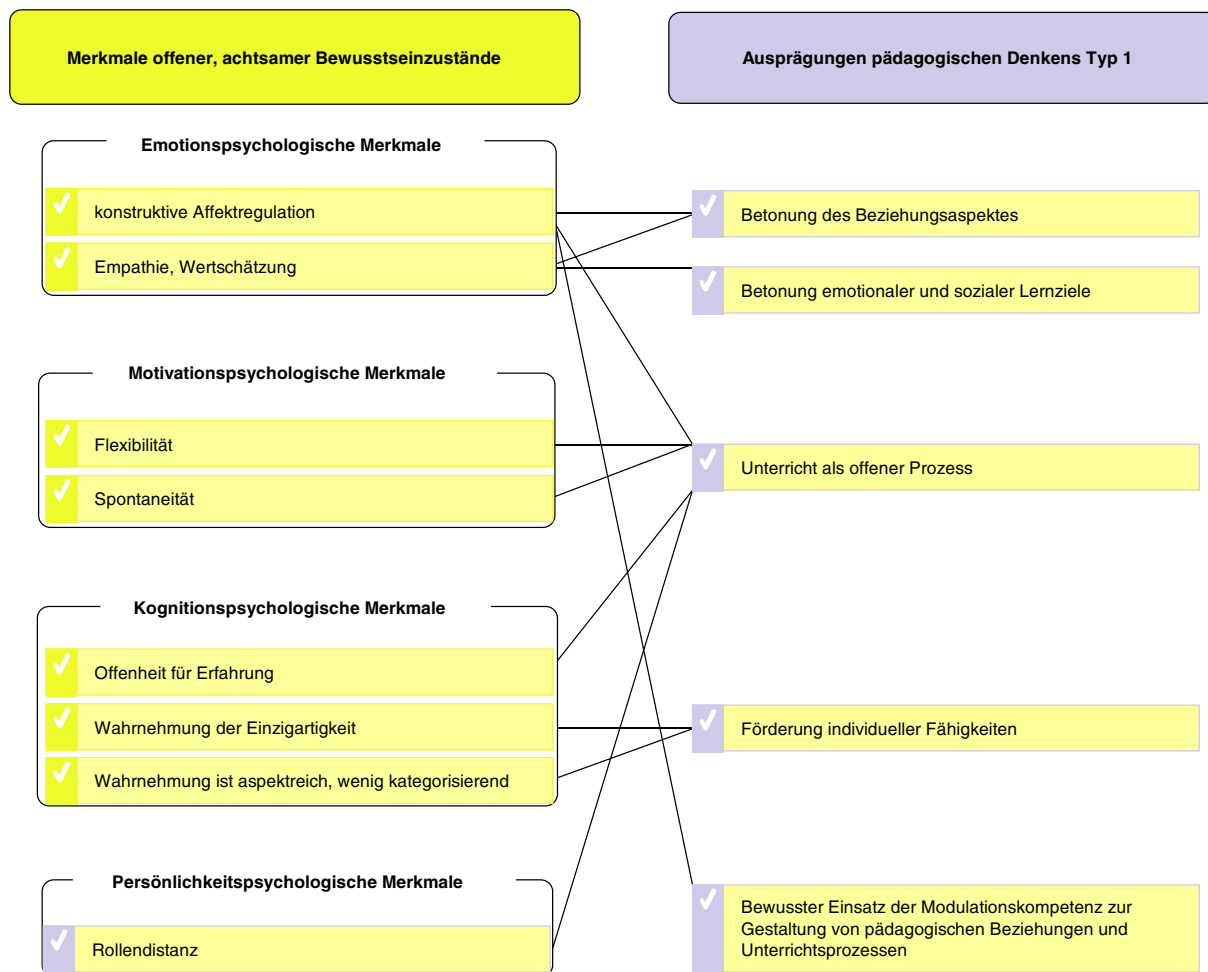 Merkmale offener, achtsamer Bewusstseinzustände
Ausprägungen pädagogischen Denkens Typ 1
Emotionspsychologische Merkmale
konstruktive Affektregulation
Empathie, Wertschätzung
Betonung des Beziehungsaspektes
Betonung emotionaler und sozialer Lernziele
Motivationspsychologische Merkmale
Flexibilität
Spontaneität
Unterricht als offener Prozess
Kognitionspsychologische Merkmale
Offenheit für Erfahrung
Wahrnehmung der Einzigartigkeit
Wahrnehmung ist aspektreich, wenig kategorisierend
Förderung individueller Fähigkeiten
Persönlichkeitspsychologische Merkmale
Rollendistanz
Bewusster Einsatz der Modulationskompetenz zur
Gestaltung von pädagogischen Beziehungen und
Unterrichtsprozessen